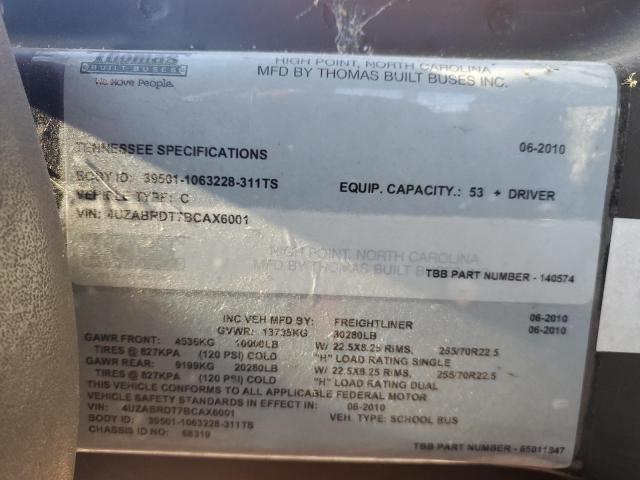 Thomas
BUILT BUSES
We Move People.
HIGH POINT, NORTH CAROLINA
MFD BY THOMAS BUILT BUSES INC.
TENNESSEE SPECIFICATIONS 06-2010
BODY ID: 39501-1063228-311TS
EQUIP. CAPACITY.: 53 + DRIVER
VEHICLE TYPE: C
VIN: 4UZABRDT7BCAX6001
HIGH POINT, NORTH CAROLINA
MFD BY THOMAS BUILT BUSES
TBB PART NUMBER - 140574
INC VEH MFD BY: FREIGHTLINER 06-2010
GVWR: 13735KG 30280LB 06-2010
GAWR FRONT: 4536KG 10000LB W/ 22.5X8.25 RIMS, 255/70R22.5
TIRES @ 827KPA (120 PSI) COLD "H" LOAD RATING SINGLE
GAWR REAR: 9199KG 20280LB W/ 22.5X8.25 RIMS, 255/70R22.5
TIRES @ 827KPA (120 PSI) COLD "H" LOAD RATING DUAL
THIS VEHICLE CONFORMS TO ALL APPLICABLE FEDERAL MOTOR
VEHICLE SAFETY STANDARDS IN EFFECT IN: 06-2010
VIN: 4UZABRDT7BCAX6001 VEH. TYPE: SCHOOL BUS
BODY ID: 39501-1063228-311TS
CHASSIS ID: 68319
TBB PART NUMBER - 65011947